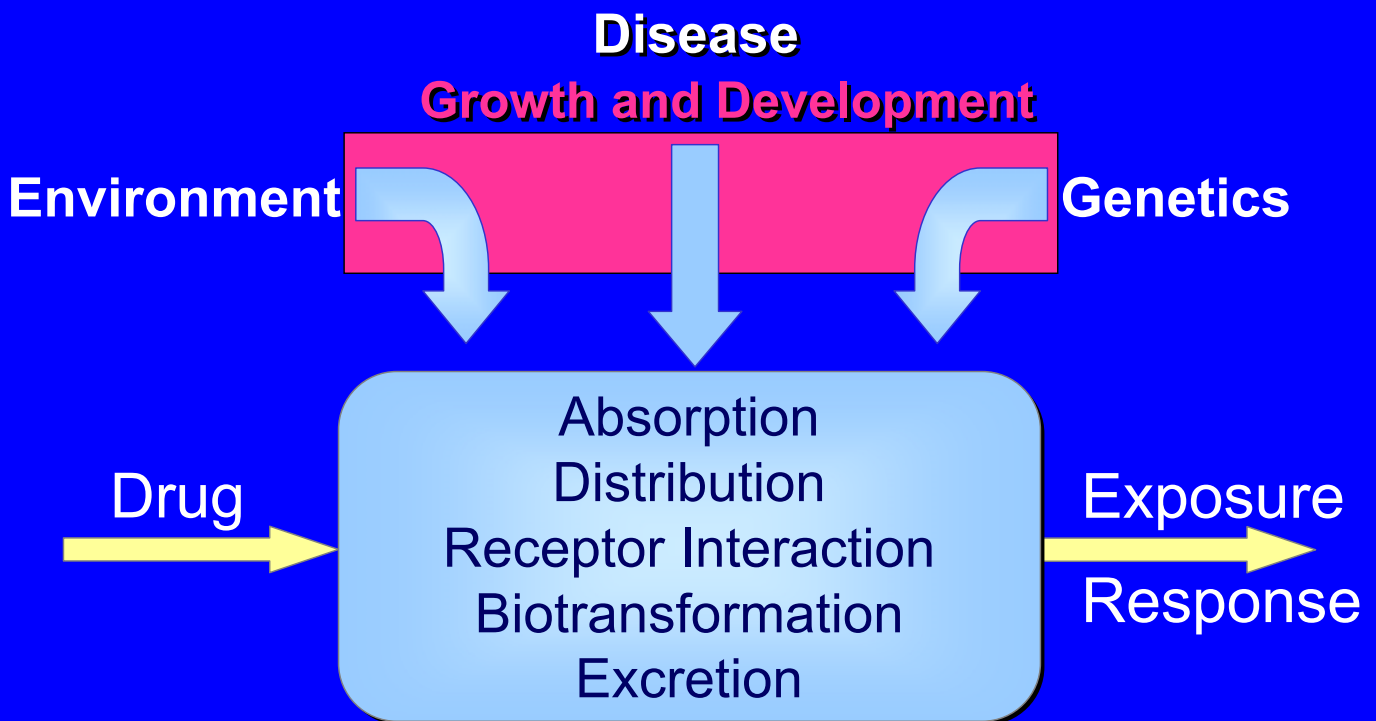 Disease
Growth and Development
Environment
Genetics
Absorption
Distribution
Receptor Interaction
Biotransformation
Excretion
Drug
Exposure
Response